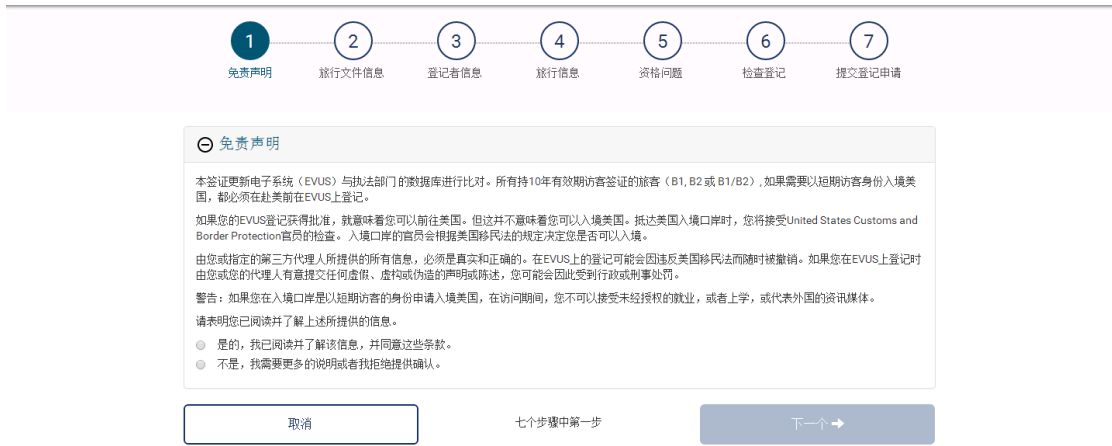 1 2 3 4 5 6 7
免责声明 旅行文件信息 登记者信息 旅行信息 资格问题 检查登记 提交登记申请
免责声明
本签证更新电子系统（EVUS）与执法部门的数据库进行比对。所有持10年有效期访客签证的旅客（B1, B2 或 B1/B2）, 如果需要以短期访客身份入境美
国，都必须在赴美前在EVUS上登记。
如果您的EVUS登记获得批准，就意味着您可以前往美国。但这并不意味着您可以入境美国。抵达美国入境口岸时，您将接受United States Customs and
Border Protection官员的检查。 入境口岸的官员会根据美国移民法的规定决定您是否可以入境。
由您或指定的第三方代理人所提供的所有信息，必须是真实和正确的。在EVUS上的登记可能会因违反美国移民法而随时被撤销。如果您在EVUS上登记时
由您或您的代理人有意提交任何虚假、虚构或伪造的声明或陈述，您可能会因此受到行政或刑事处罚。
警告：如果您在入境口岸是以短期访客的身份申请入境美国，在访问期间，您不可以接受未经授权的就业，或者上学，或代表外国的资讯媒体。
请表明您已阅读并了解上述所提供的信息。
是的，我已阅读并了解该信息，并同意这些条款。
不是，我需要更多的说明或者我拒绝提供确认。
取消 七个步骤中第一步 下一个